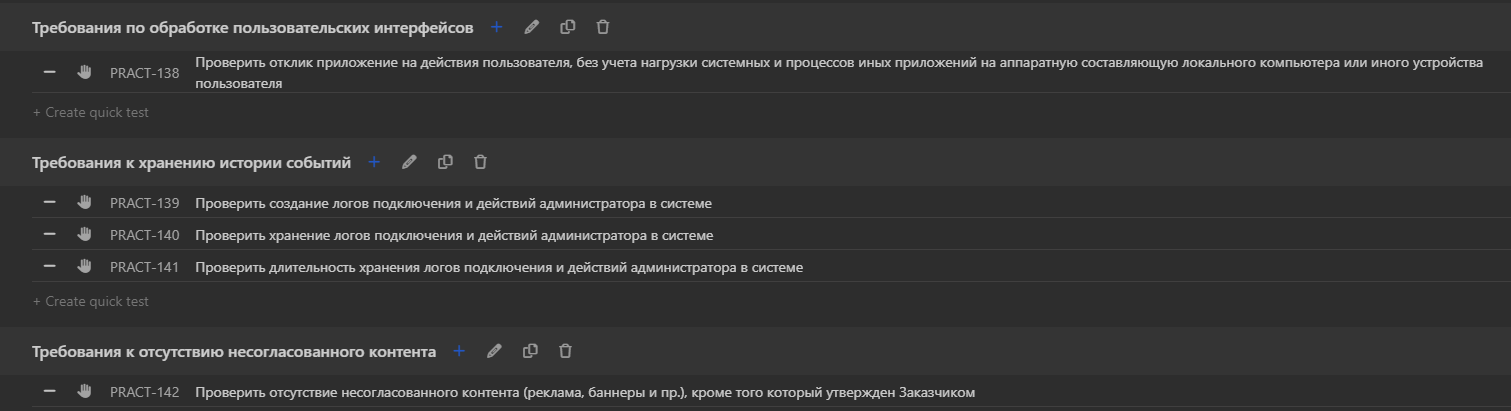 Требования по обработке пользовательских интерфейсов
PRACT-138 Проверить отклик приложение на действия пользователя, без учета нагрузки системных и процессов иных приложений на аппаратную составляющую локального компьютера или иного устройства
пользователя
+ Create quick test
Требования к хранению истории событий
PRACT-139 Проверить создание логов подключения и действий администратора в системе
PRACT-140 Проверить хранение логов подключения и действий администратора в системе
PRACT-141 Проверить длительность хранения логов подключения и действий администратора в системе
+ Create quick test
Требования к отсутствию несогласованного контента
PRACT-142 Проверить отсутствие несогласованного контента (реклама, баннеры и пр.), кроме того который утвержден Заказчиком